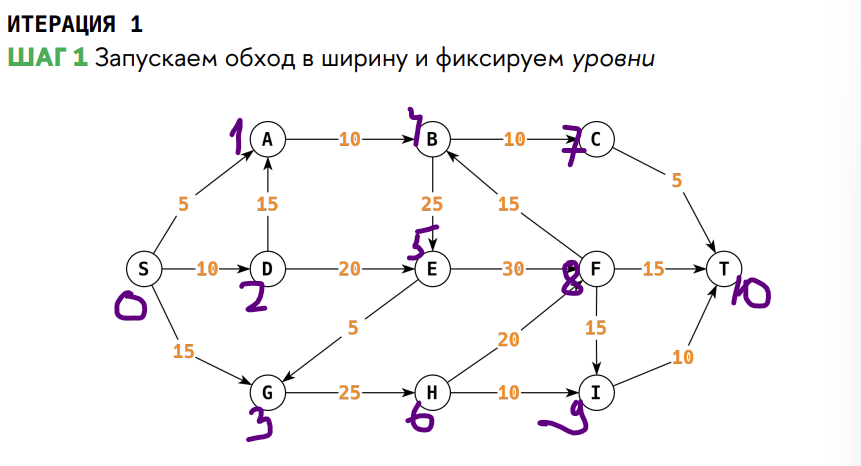 ИТЕРАЦИЯ 1
ШАГ 1 Запускаем обход в ширину и фиксируем уровни
1 A 10 4 B 10 7 C
5 15 25 15 5
S 10 D 20 5 E 30 8 F 15 T
0 2 10
15 5 20 15 10
G 25 H 10 I
3 6 9